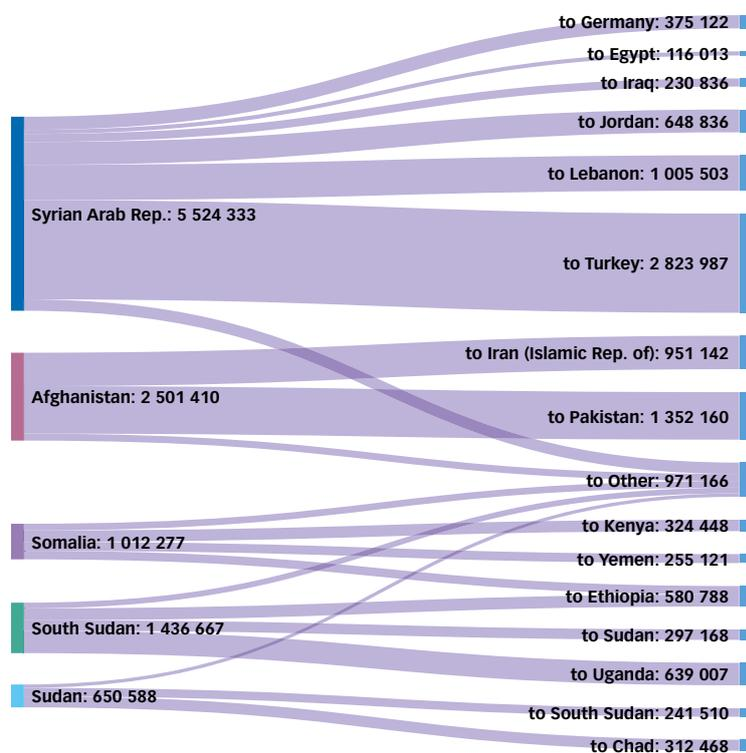 to Germany: 375 122
to Egypt: 116 013
to Iraq: 230 836
to Jordan: 648 836
to Lebanon: 1 005 503
Syrian Arab Rep.: 5 524 333
to Turkey: 2 823 987
to Iran (Islamic Rep. of): 951 142
Afghanistan: 2 501 410
to Pakistan: 1 352 160
to Other: 971 166
to Kenya: 324 448
Somalia: 1 012 277
to Yemen: 255 121
to Ethiopia: 580 788
South Sudan: 1 436 667
to Sudan: 297 168
to Uganda: 639 007
Sudan: 650 588
to South Sudan: 241 510
to Chad: 312 468